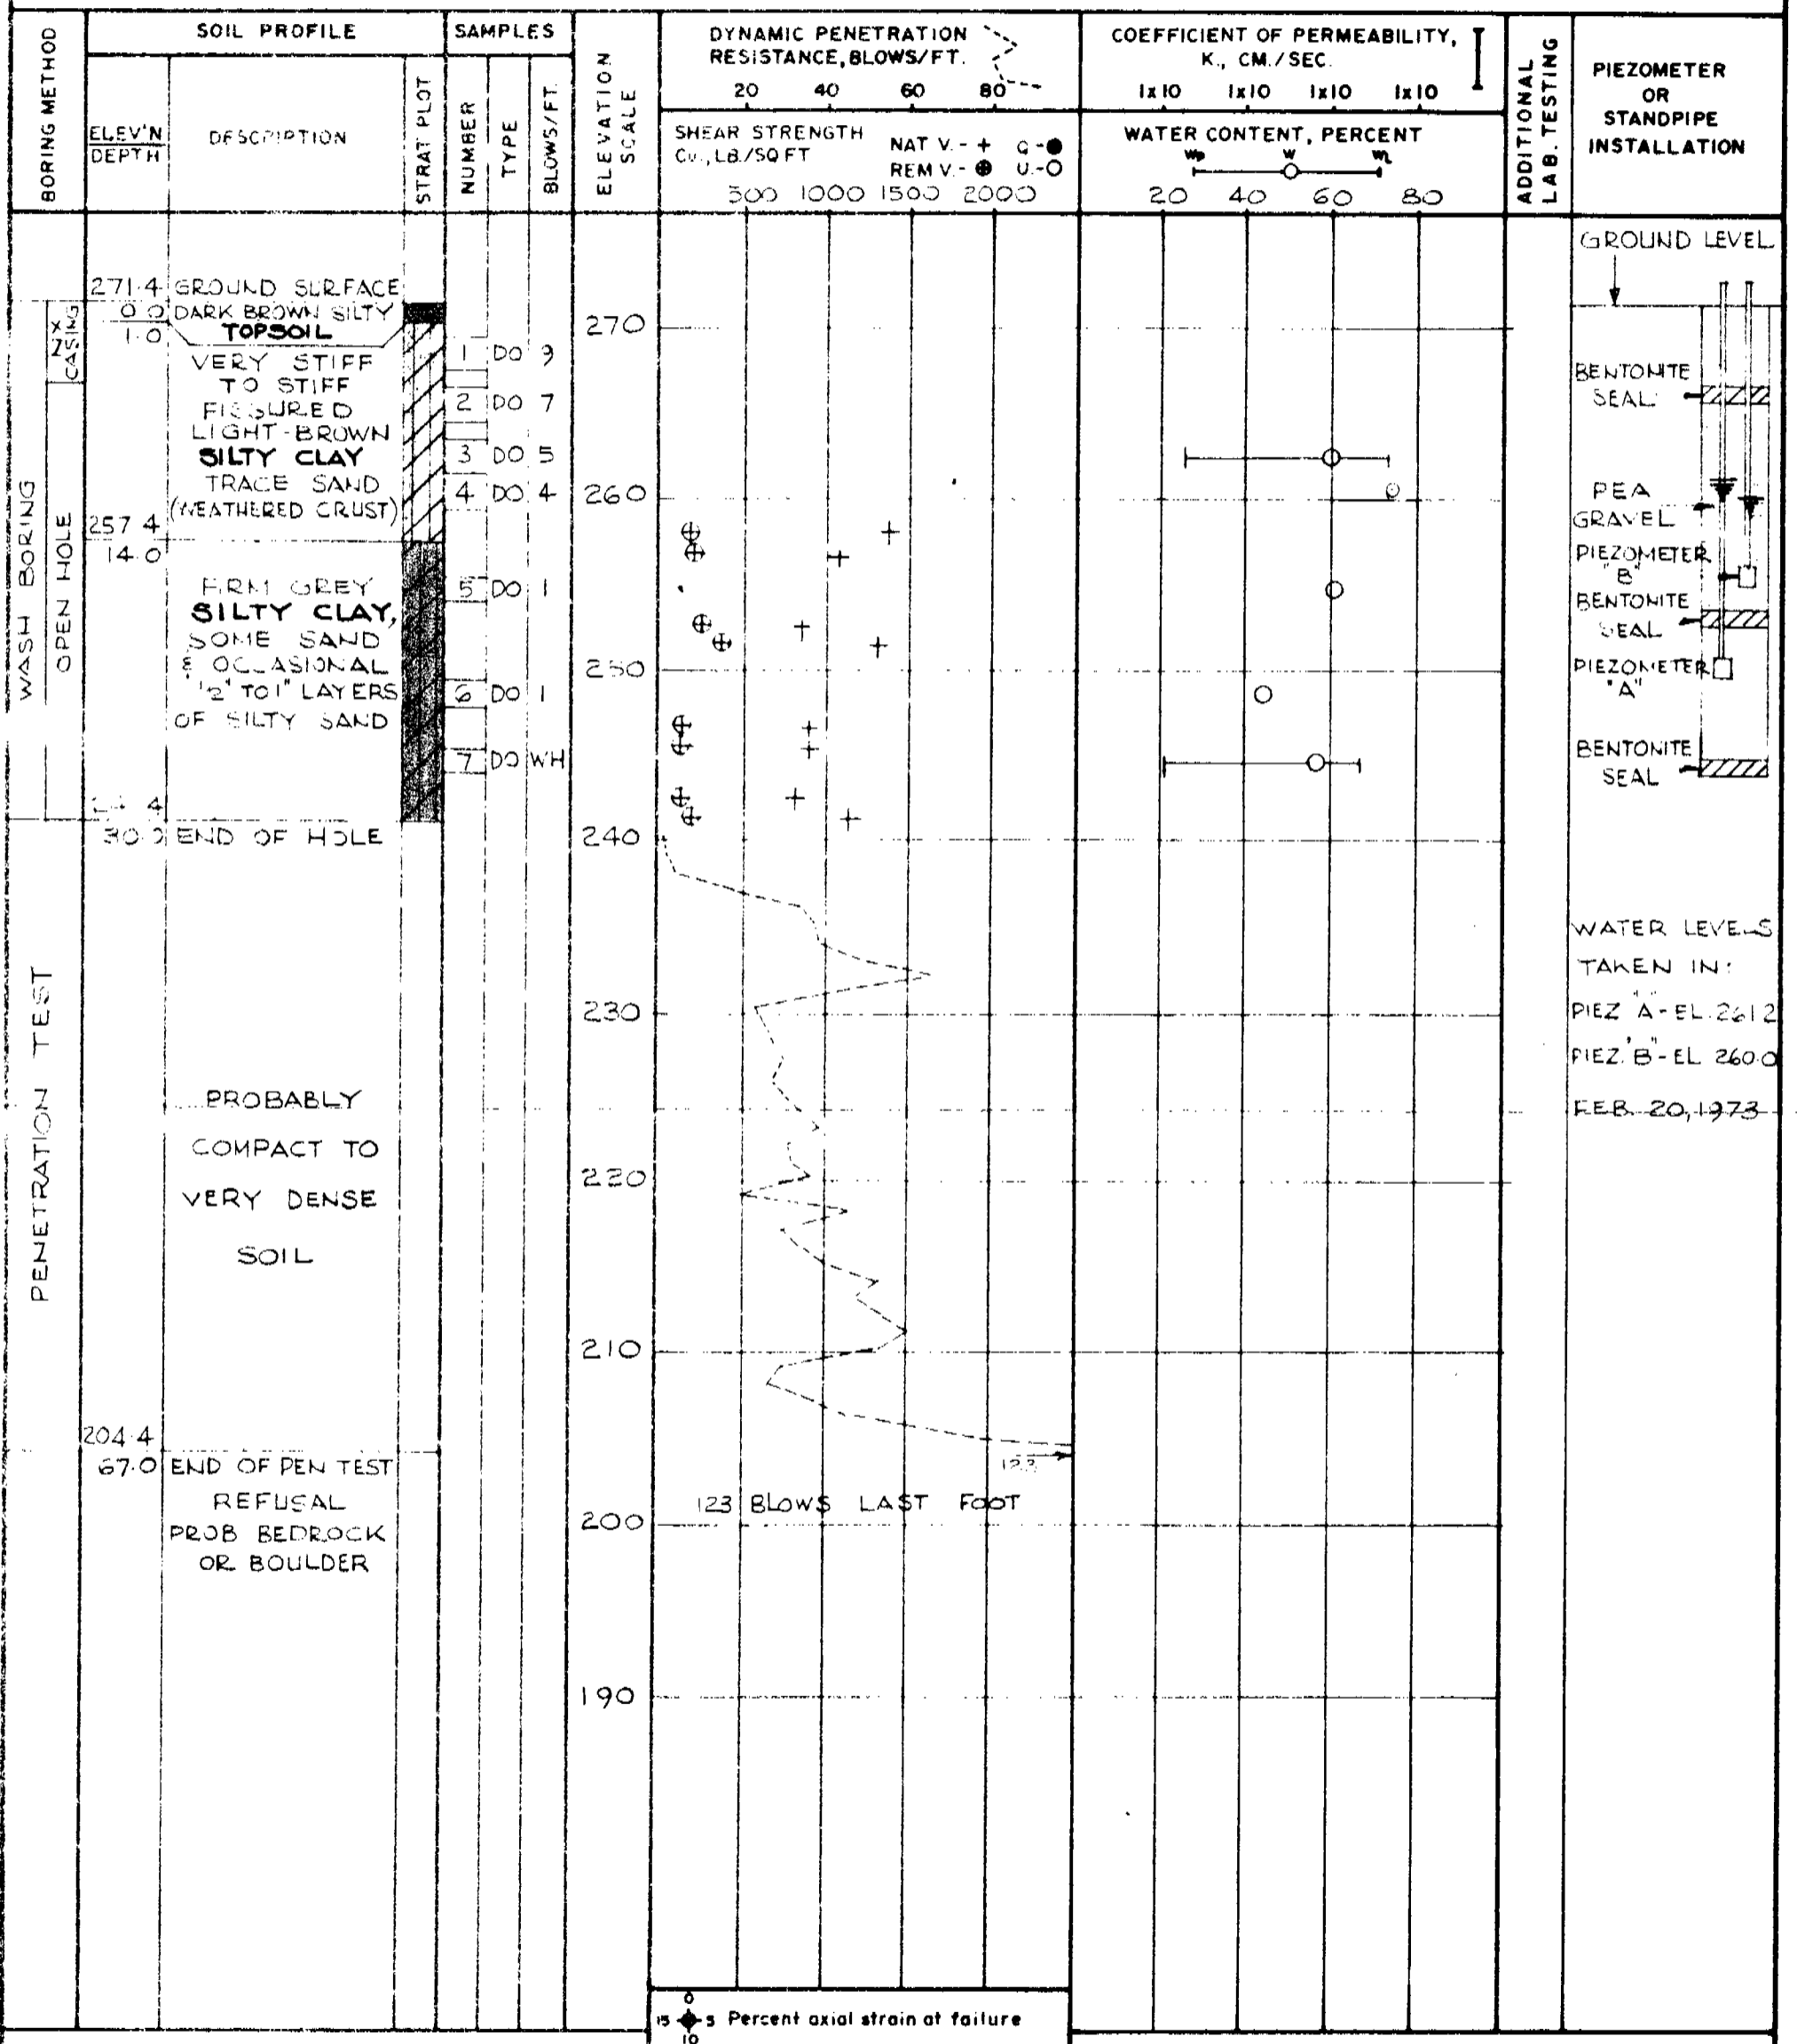 BORING METHOD
SOIL PROFILE
ELEV'N
DEPTH
DESCRIPTION
STRAT PLOT
SAMPLES
NUMBER
TYPE
BLOWS/FT.
ELEVATION
SCALE
DYNAMIC PENETRATION
RESISTANCE, BLOWS/FT.
20 40 60 80
SHEAR STRENGTH
Cu., LB./SQ FT
NAT V. - + Q - ●
REM V. - ⊕ U. - O
500 1000 1500 2000
COEFFICIENT OF PERMEABILITY,
K., CM./SEC.
1x10 1x10 1x10 1x10
WATER CONTENT, PERCENT
Wp W WL
20 40 60 80
ADDITIONAL
LAB. TESTING
PIEZOMETER
OR
STANDPIPE
INSTALLATION
WASH BORING
NX
CASING
OPEN HOLE
PENETRATION TEST
271.4 GROUND SURFACE
0.0 DARK BROWN SILTY
1.0 TOPSOIL
VERY STIFF
TO STIFF
FISSURED
LIGHT-BROWN
SILTY CLAY
TRACE SAND
(WEATHERED CRUST)
257.4
14.0
FIRM GREY
SILTY CLAY,
SOME SAND
& OCCASIONAL
1/2" TO 1" LAYERS
OF SILTY SAND
30.0 END OF HOLE
PROBABLY
COMPACT TO
VERY DENSE
SOIL
204.4
67.0 END OF PEN TEST
REFUSAL
PROB BEDROCK
OR BOULDER
1 DO 9
2 DO 7
3 DO 5
4 DO 4
5 DO 1
6 DO 1
7 DO WH
270
260
250
240
230
220
210
200
190
123
123 BLOWS LAST FOOT
GROUND LEVEL
BENTONITE
SEAL
PEA
GRAVEL
PIEZOMETER
"B"
BENTONITE
SEAL
PIEZOMETER
"A"
BENTONITE
SEAL
WATER LEVELS
TAKEN IN:
PIEZ "A" - EL. 261.2
PIEZ. "B" - EL 260.0
FEB. 20, 1973
0
15 5 Percent axial strain at failure
10